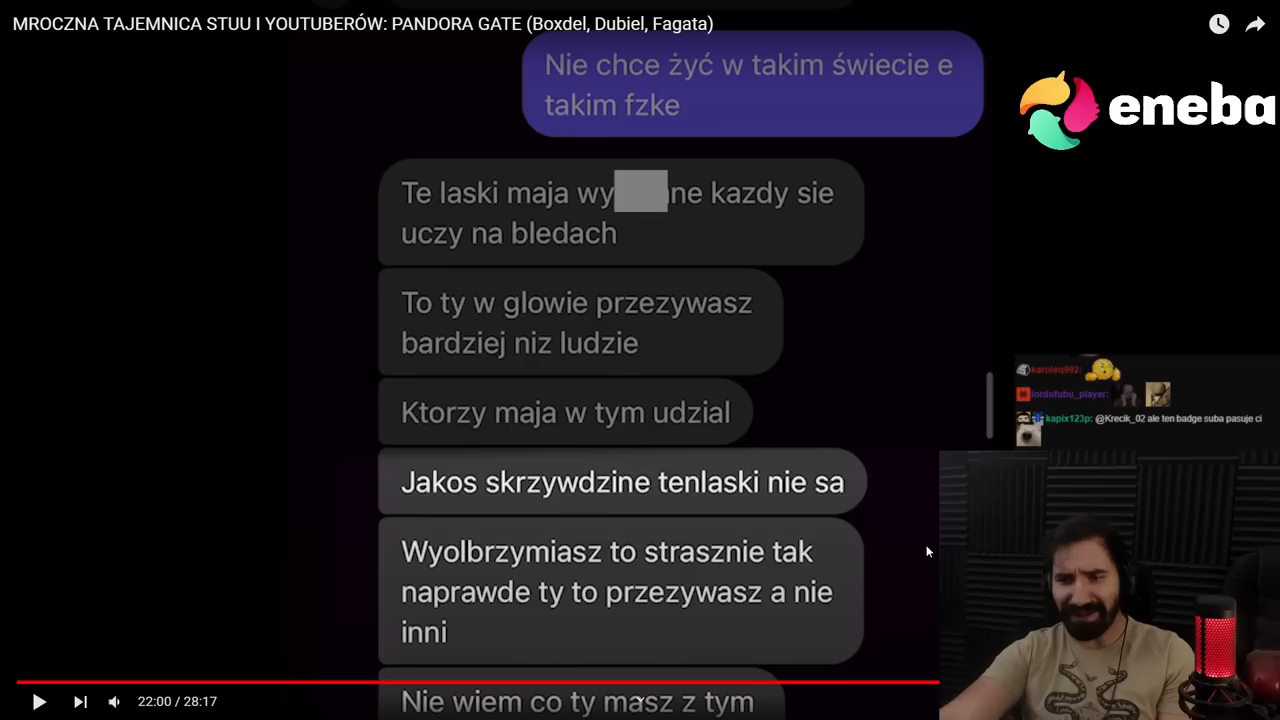 MROCZNA TAJEMNICA STUU I YOUTUBERÓW: PANDORA GATE (Boxdel, Dubiel, Fagata)
Nie chce żyć w takim świecie e
takim fzke
eneba
Te laski maja wy ne kazdy sie
uczy na bledach
To ty w glowie przezywasz
bardziej niz ludzie
Ktorzy maja w tym udzial
Jakos skrzywdzine tenlaski nie sa
Wyolbrzymiasz to strasznie tak
naprawde ty to przezywasz a nie
inni
Nie wiem co ty masz z tym
karoleq992:
lordufubu_player:
kapix123p: @Krecik_02 ale ten badge suba pasuje ci
22:00 / 28:17